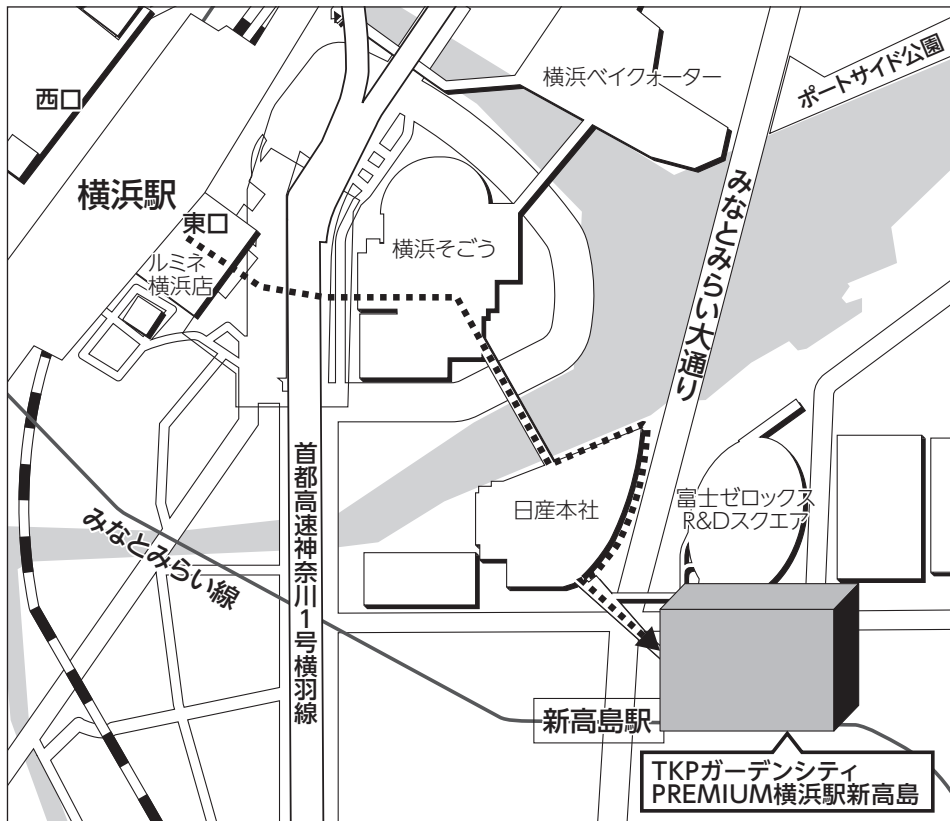 西口
横浜駅
東口
ルミネ
横浜店
横浜そごう
横浜ベイクォーター
ポートサイド公園
みなとみらい大通り
首都高速神奈川1号横羽線
みなとみらい線
日産本社
富士ゼロックス
R&Dスクエア
新高島駅
TKPガーデンシティ
PREMIUM横浜駅新高島